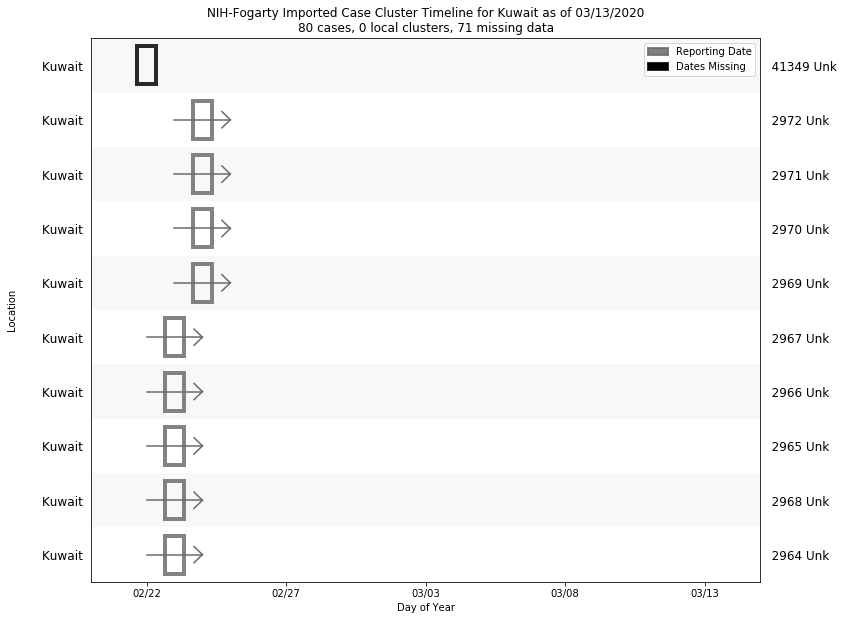 NIH-Fogarty Imported Case Cluster Timeline for Kuwait as of 03/13/2020
80 cases, 0 local clusters, 71 missing data
Reporting Date
Dates Missing
Kuwait 41349 Unk
Kuwait 2972 Unk
Kuwait 2971 Unk
Kuwait 2970 Unk
Kuwait 2969 Unk
Kuwait 2967 Unk
Kuwait 2966 Unk
Kuwait 2965 Unk
Kuwait 2968 Unk
Kuwait 2964 Unk
Location
02/22 02/27 03/03 03/08 03/13
Day of Year